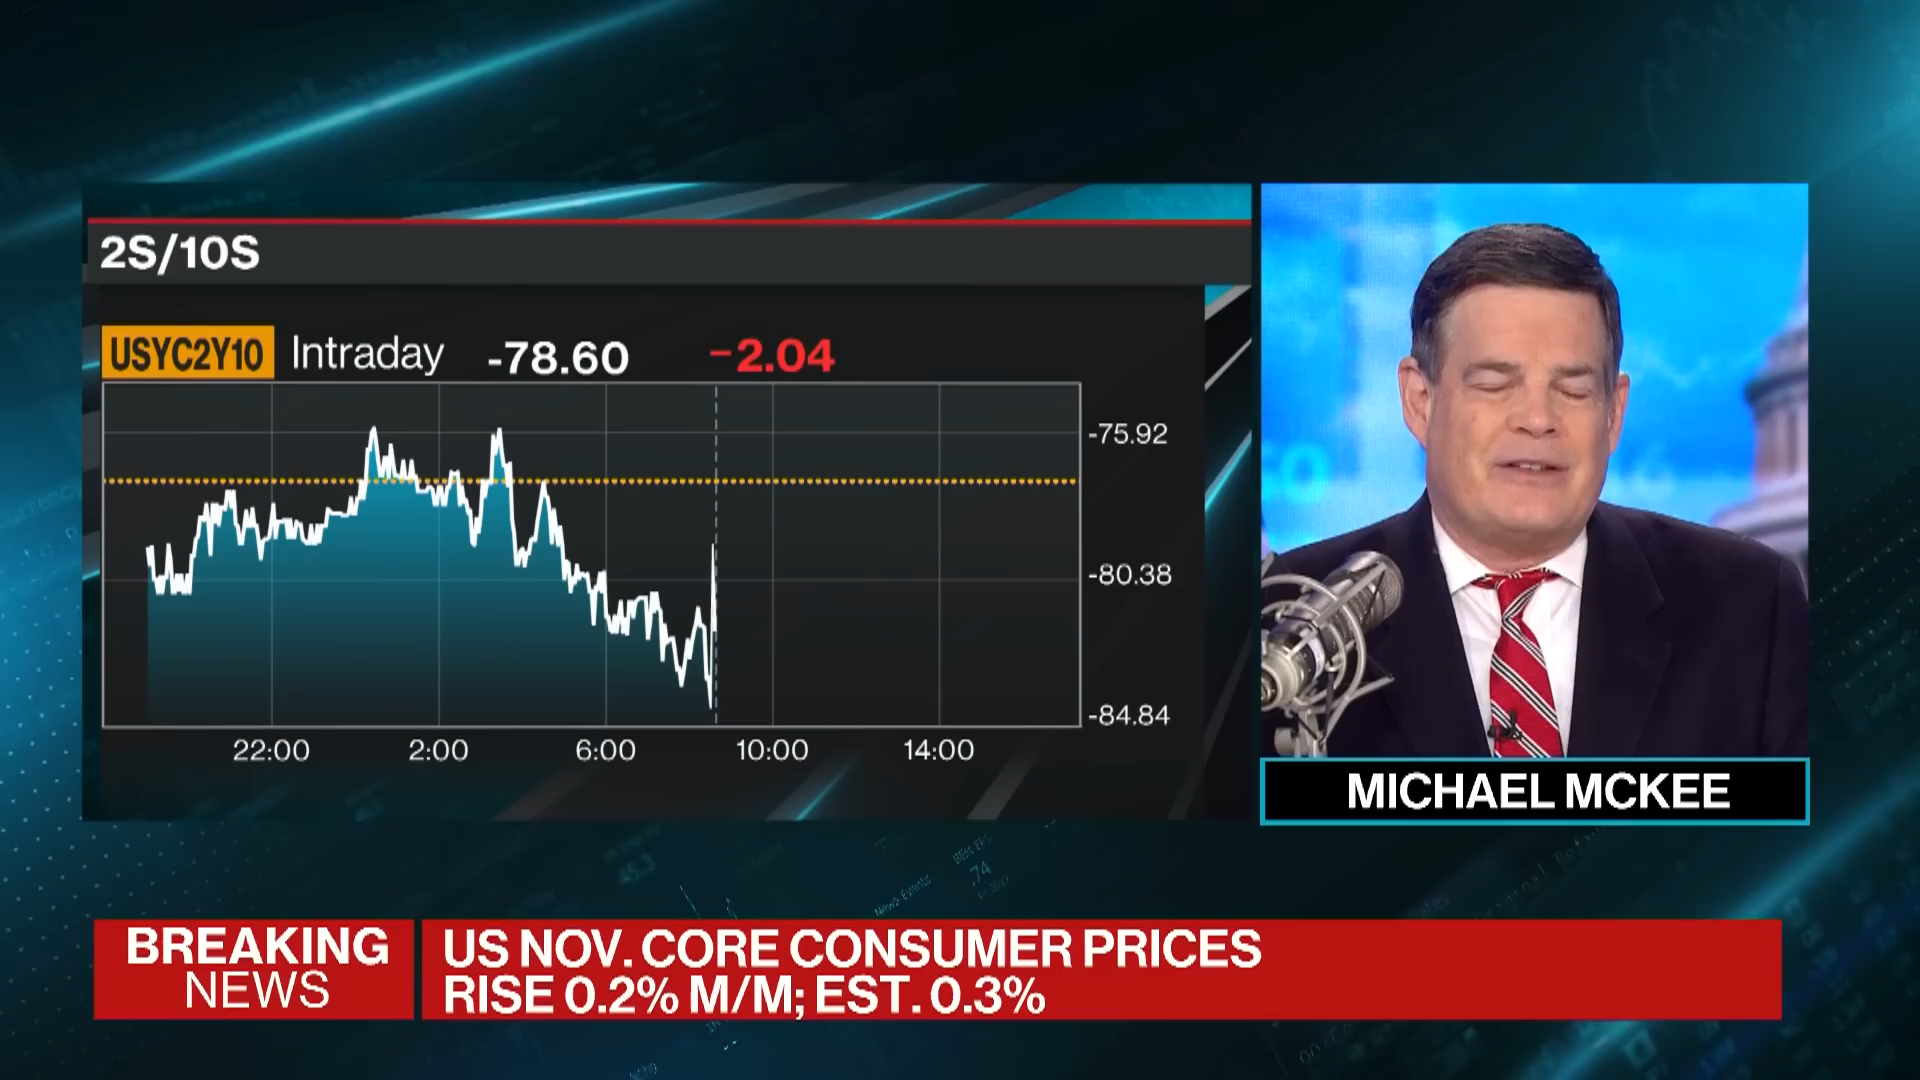 2S/10S
USYC2Y10 Intraday -78.60 -2.04
-75.92
-80.38
-84.84
22:00 2:00 6:00 10:00 14:00
MICHAEL MCKEE
BREAKING
NEWS
US NOV. CORE CONSUMER PRICES
RISE 0.2% M/M; EST. 0.3%